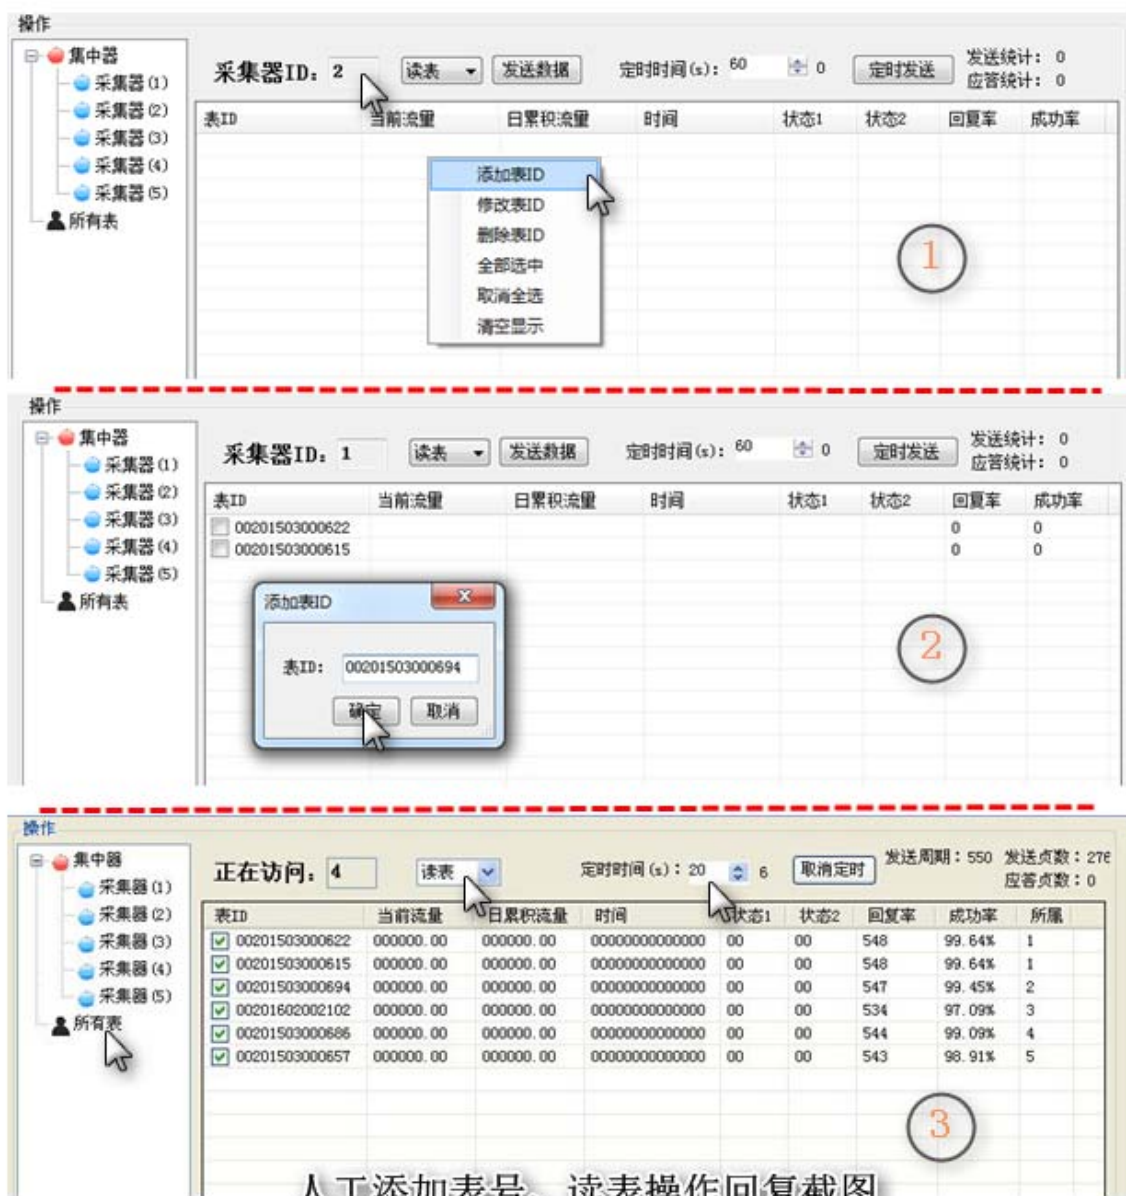 操作
集中器
采集器(1)
采集器(2)
采集器(3)
采集器(4)
采集器(5)
所有表
采集器ID: 2 读表 发送数据 定时时间(s): 60 0 定时发送 发送统计: 0
应答统计: 0
表ID 当前流量 日累积流量 时间 状态1 状态2 回复率 成功率
添加表ID
修改表ID
删除表ID
全部选中
取消全选
清空显示
1
操作
集中器
采集器(1)
采集器(2)
采集器(3)
采集器(4)
采集器(5)
所有表
采集器ID: 1 读表 发送数据 定时时间(s): 60 0 定时发送 发送统计: 0
应答统计: 0
表ID 当前流量 日累积流量 时间 状态1 状态2 回复率 成功率
00201503000622 0 0
00201503000615 0 0
添加表ID
表ID: 00201503000694
确定 取消
2
操作
集中器
采集器(1)
采集器(2)
采集器(3)
采集器(4)
采集器(5)
所有表
正在访问: 4 读表 定时时间(s): 20 6 取消定时 发送周期: 550 发送贞数: 276
应答贞数: 0
表ID 当前流量 日累积流量 时间 状态1 状态2 回复率 成功率 所属
00201503000622 000000.00 000000.00 00000000000000 00 00 548 99.64% 1
00201503000615 000000.00 000000.00 00000000000000 00 00 548 99.64% 1
00201503000694 000000.00 000000.00 00000000000000 00 00 547 99.45% 2
00201602002102 000000.00 000000.00 00000000000000 00 00 534 97.09% 3
00201503000686 000000.00 000000.00 00000000000000 00 00 544 99.09% 4
00201503000657 000000.00 000000.00 00000000000000 00 00 543 98.91% 5
3
人工添加表号、读表操作回复截图